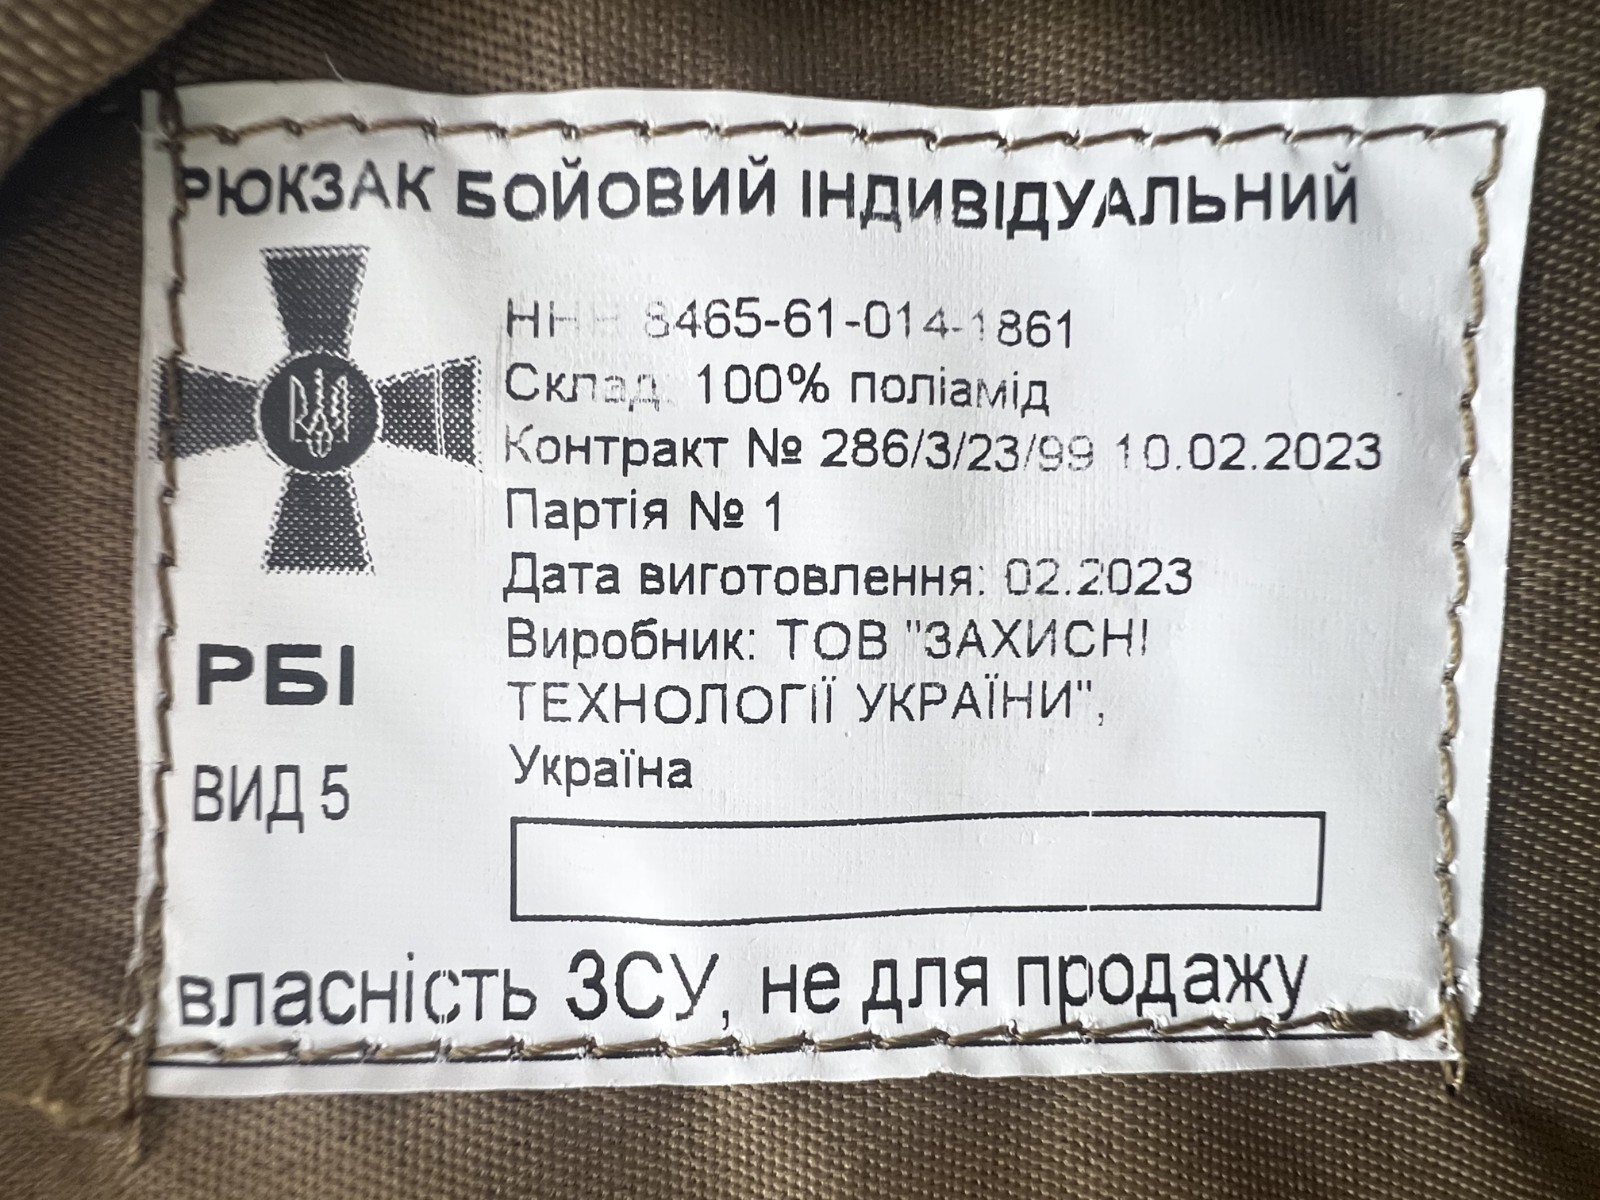 РЮКЗАК БОЙОВИЙ ІНДИВІДУАЛЬНИЙ
ННН 8465-61-014-1861
Склад: 100% поліамід
Контракт № 286/3/23/99 10.02.2023
Партія № 1
Дата виготовлення: 02.2023
Виробник: ТОВ "ЗАХИСНІ
ТЕХНОЛОГІЇ УКРАЇНИ",
Україна
РБІ
ВИД 5
власність ЗСУ, не для продажу